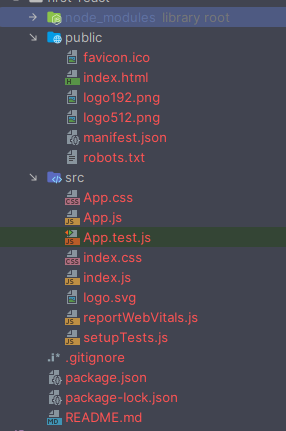 node_modules library root
public
favicon.ico
index.html
logo192.png
logo512.png
manifest.json
robots.txt
src
App.css
App.js
App.test.js
index.css
index.js
logo.svg
reportWebVitals.js
setupTests.js
.gitignore
package.json
package-lock.json
README.md